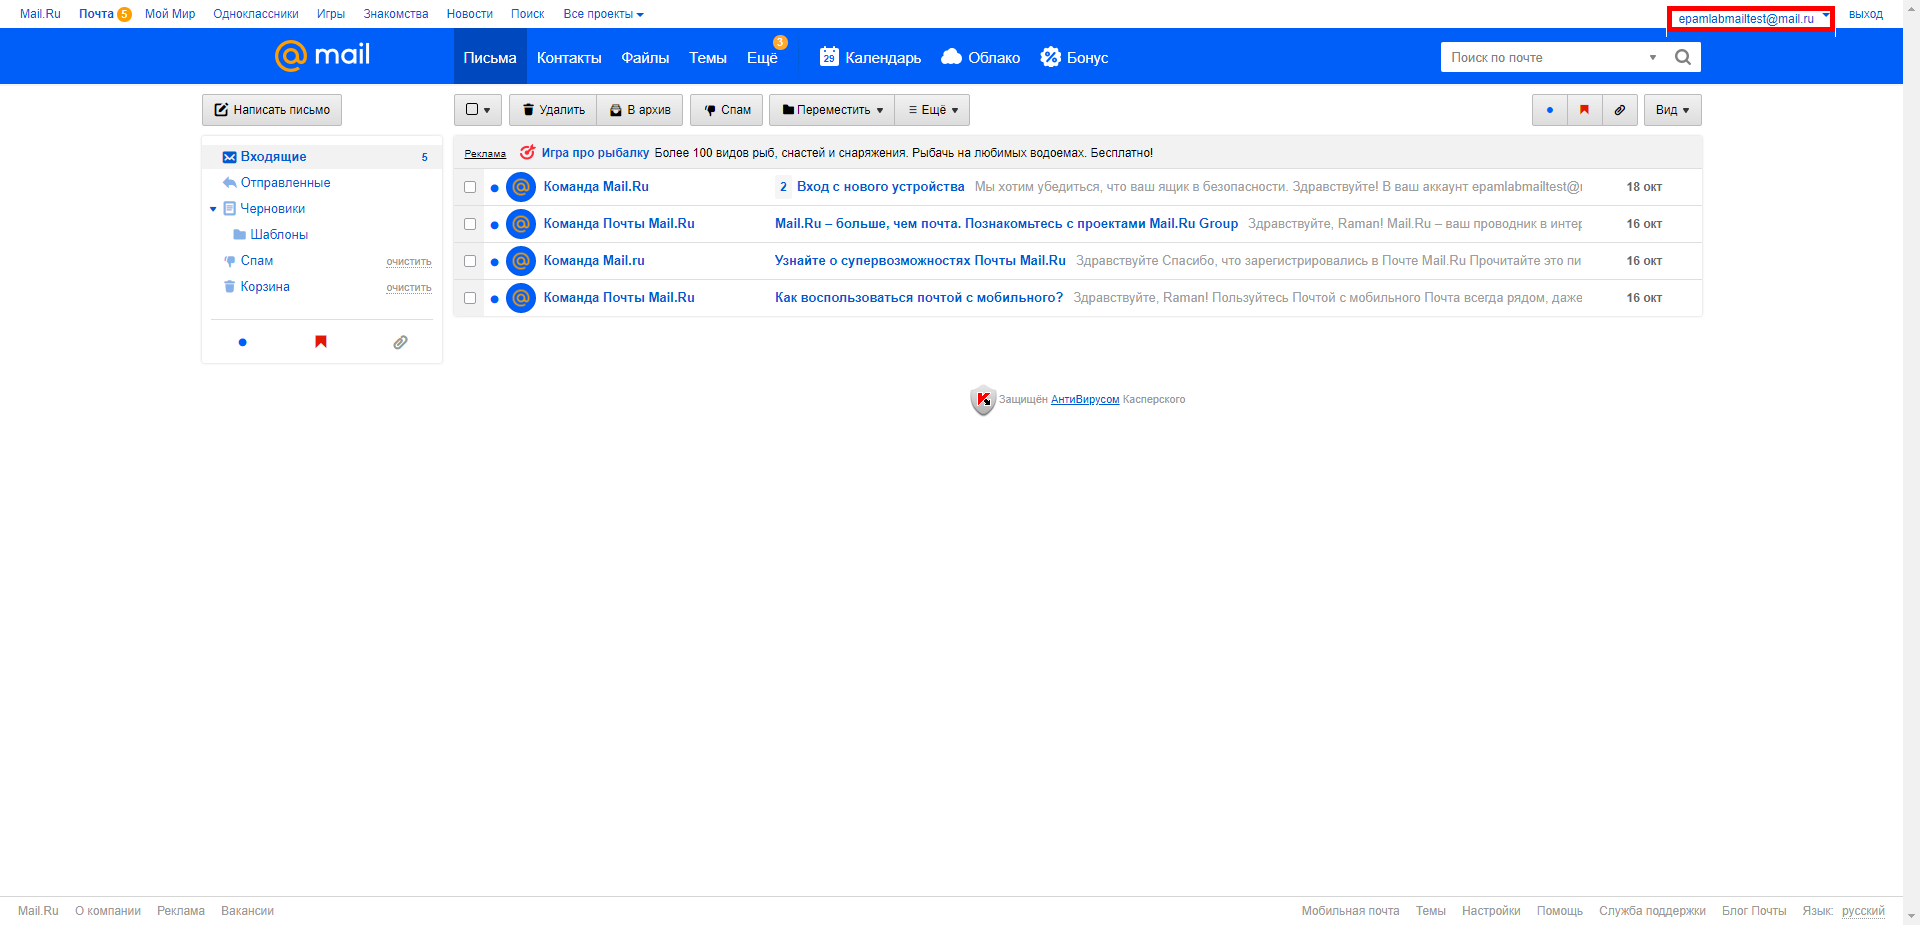 Mail.Ru Почта 5 Мой Мир Одноклассники Игры Знакомства Новости Поиск Все проекты epamlabmailtest@mail.ru выход
@mail Письма Контакты Файлы Темы Ещё 3 29 Календарь Облако Бонус Поиск по почте
Написать письмо Удалить В архив Спам Переместить Ещё Вид
Входящие 5
Отправленные
Черновики
Шаблоны
Спам очистить
Корзина очистить
Реклама Игра про рыбалку Более 100 видов рыб, снастей и снаряжения. Рыбачь на любимых водоемах. Бесплатно!
Команда Mail.Ru 2 Вход с нового устройства Мы хотим убедиться, что ваш ящик в безопасности. Здравствуйте! В ваш аккаунт epamlabmailtest@ 18 окт
Команда Почты Mail.Ru Mail.Ru – больше, чем почта. Познакомьтесь с проектами Mail.Ru Group Здравствуйте, Raman! Mail.Ru – ваш проводник в интер 16 окт
Команда Mail.ru Узнайте о супервозможностях Почты Mail.Ru Здравствуйте Спасибо, что зарегистрировались в Почте Mail.Ru Прочитайте это пи 16 окт
Команда Почты Mail.Ru Как воспользоваться почтой с мобильного? Здравствуйте, Raman! Пользуйтесь Почтой с мобильного Почта всегда рядом, даже 16 окт
Защищён АнтиВирусом Касперского
Mail.Ru О компании Реклама Вакансии Мобильная почта Темы Настройки Помощь Служба поддержки Блог Почты Язык: русский